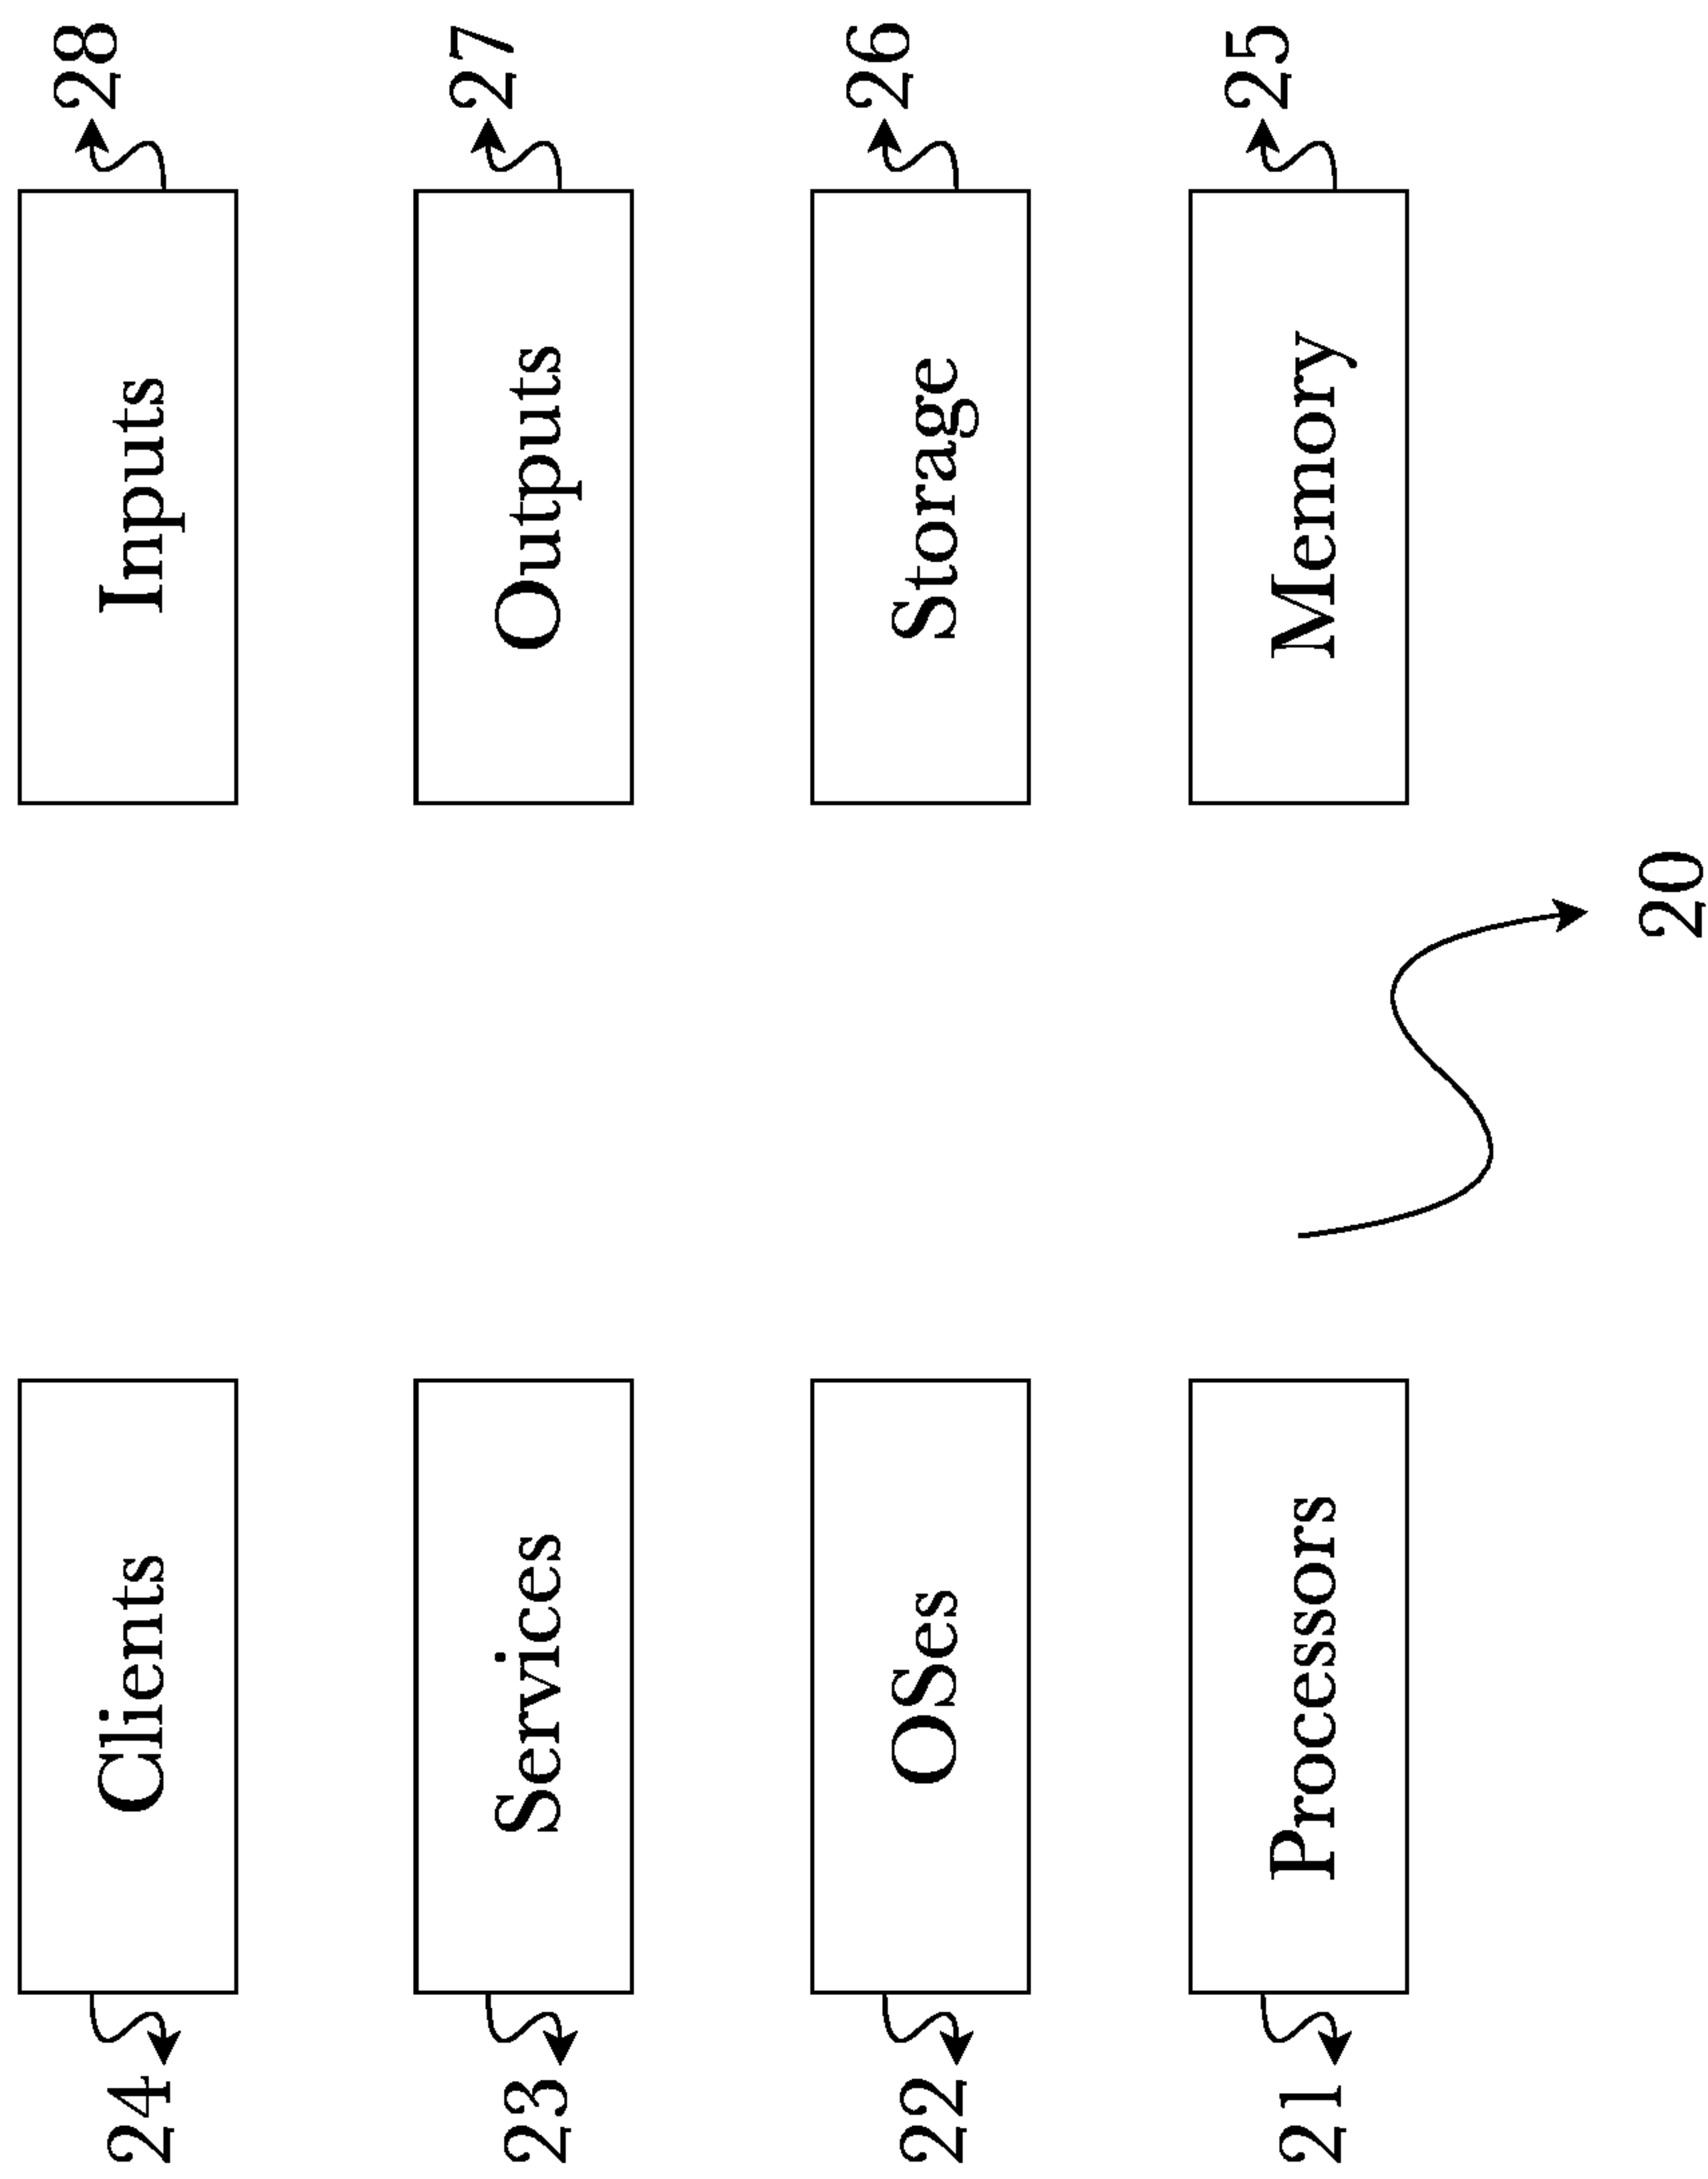 24 Clients Inputs 28
23 Services Outputs 27
22 OSes Storage 26
21 Processors Memory 25
20